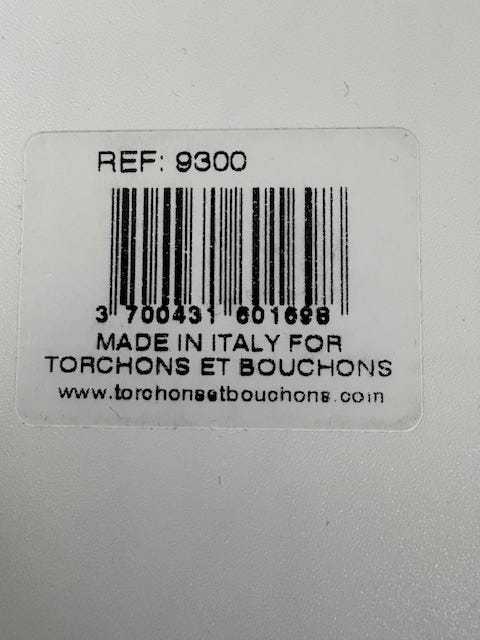 REF: 9300
3 700431 601698
MADE IN ITALY FOR
TORCHONS ET BOUCHONS
www.torchonsetbouchons.com